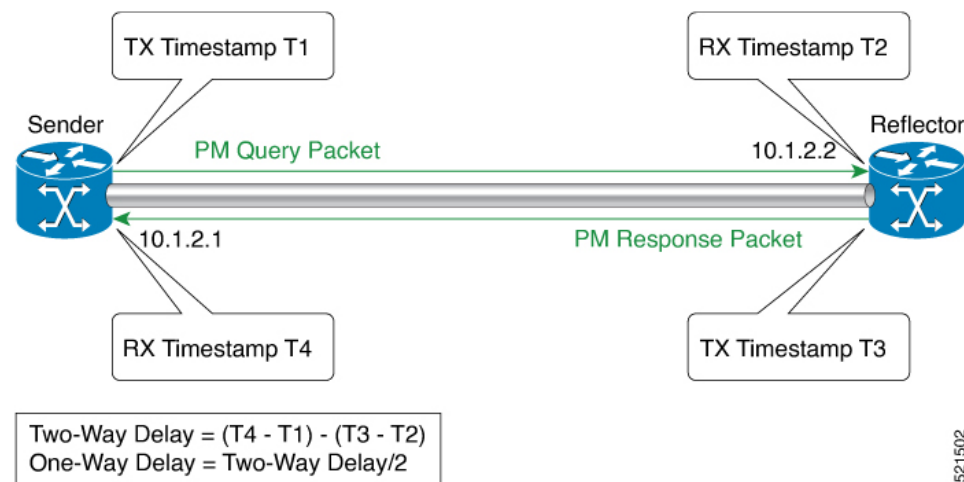 TX Timestamp T1
RX Timestamp T2
Sender
Reflector
PM Query Packet
10.1.2.2
10.1.2.1
PM Response Packet
RX Timestamp T4
TX Timestamp T3
Two-Way Delay = (T4 - T1) - (T3 - T2)
One-Way Delay = Two-Way Delay/2
521502